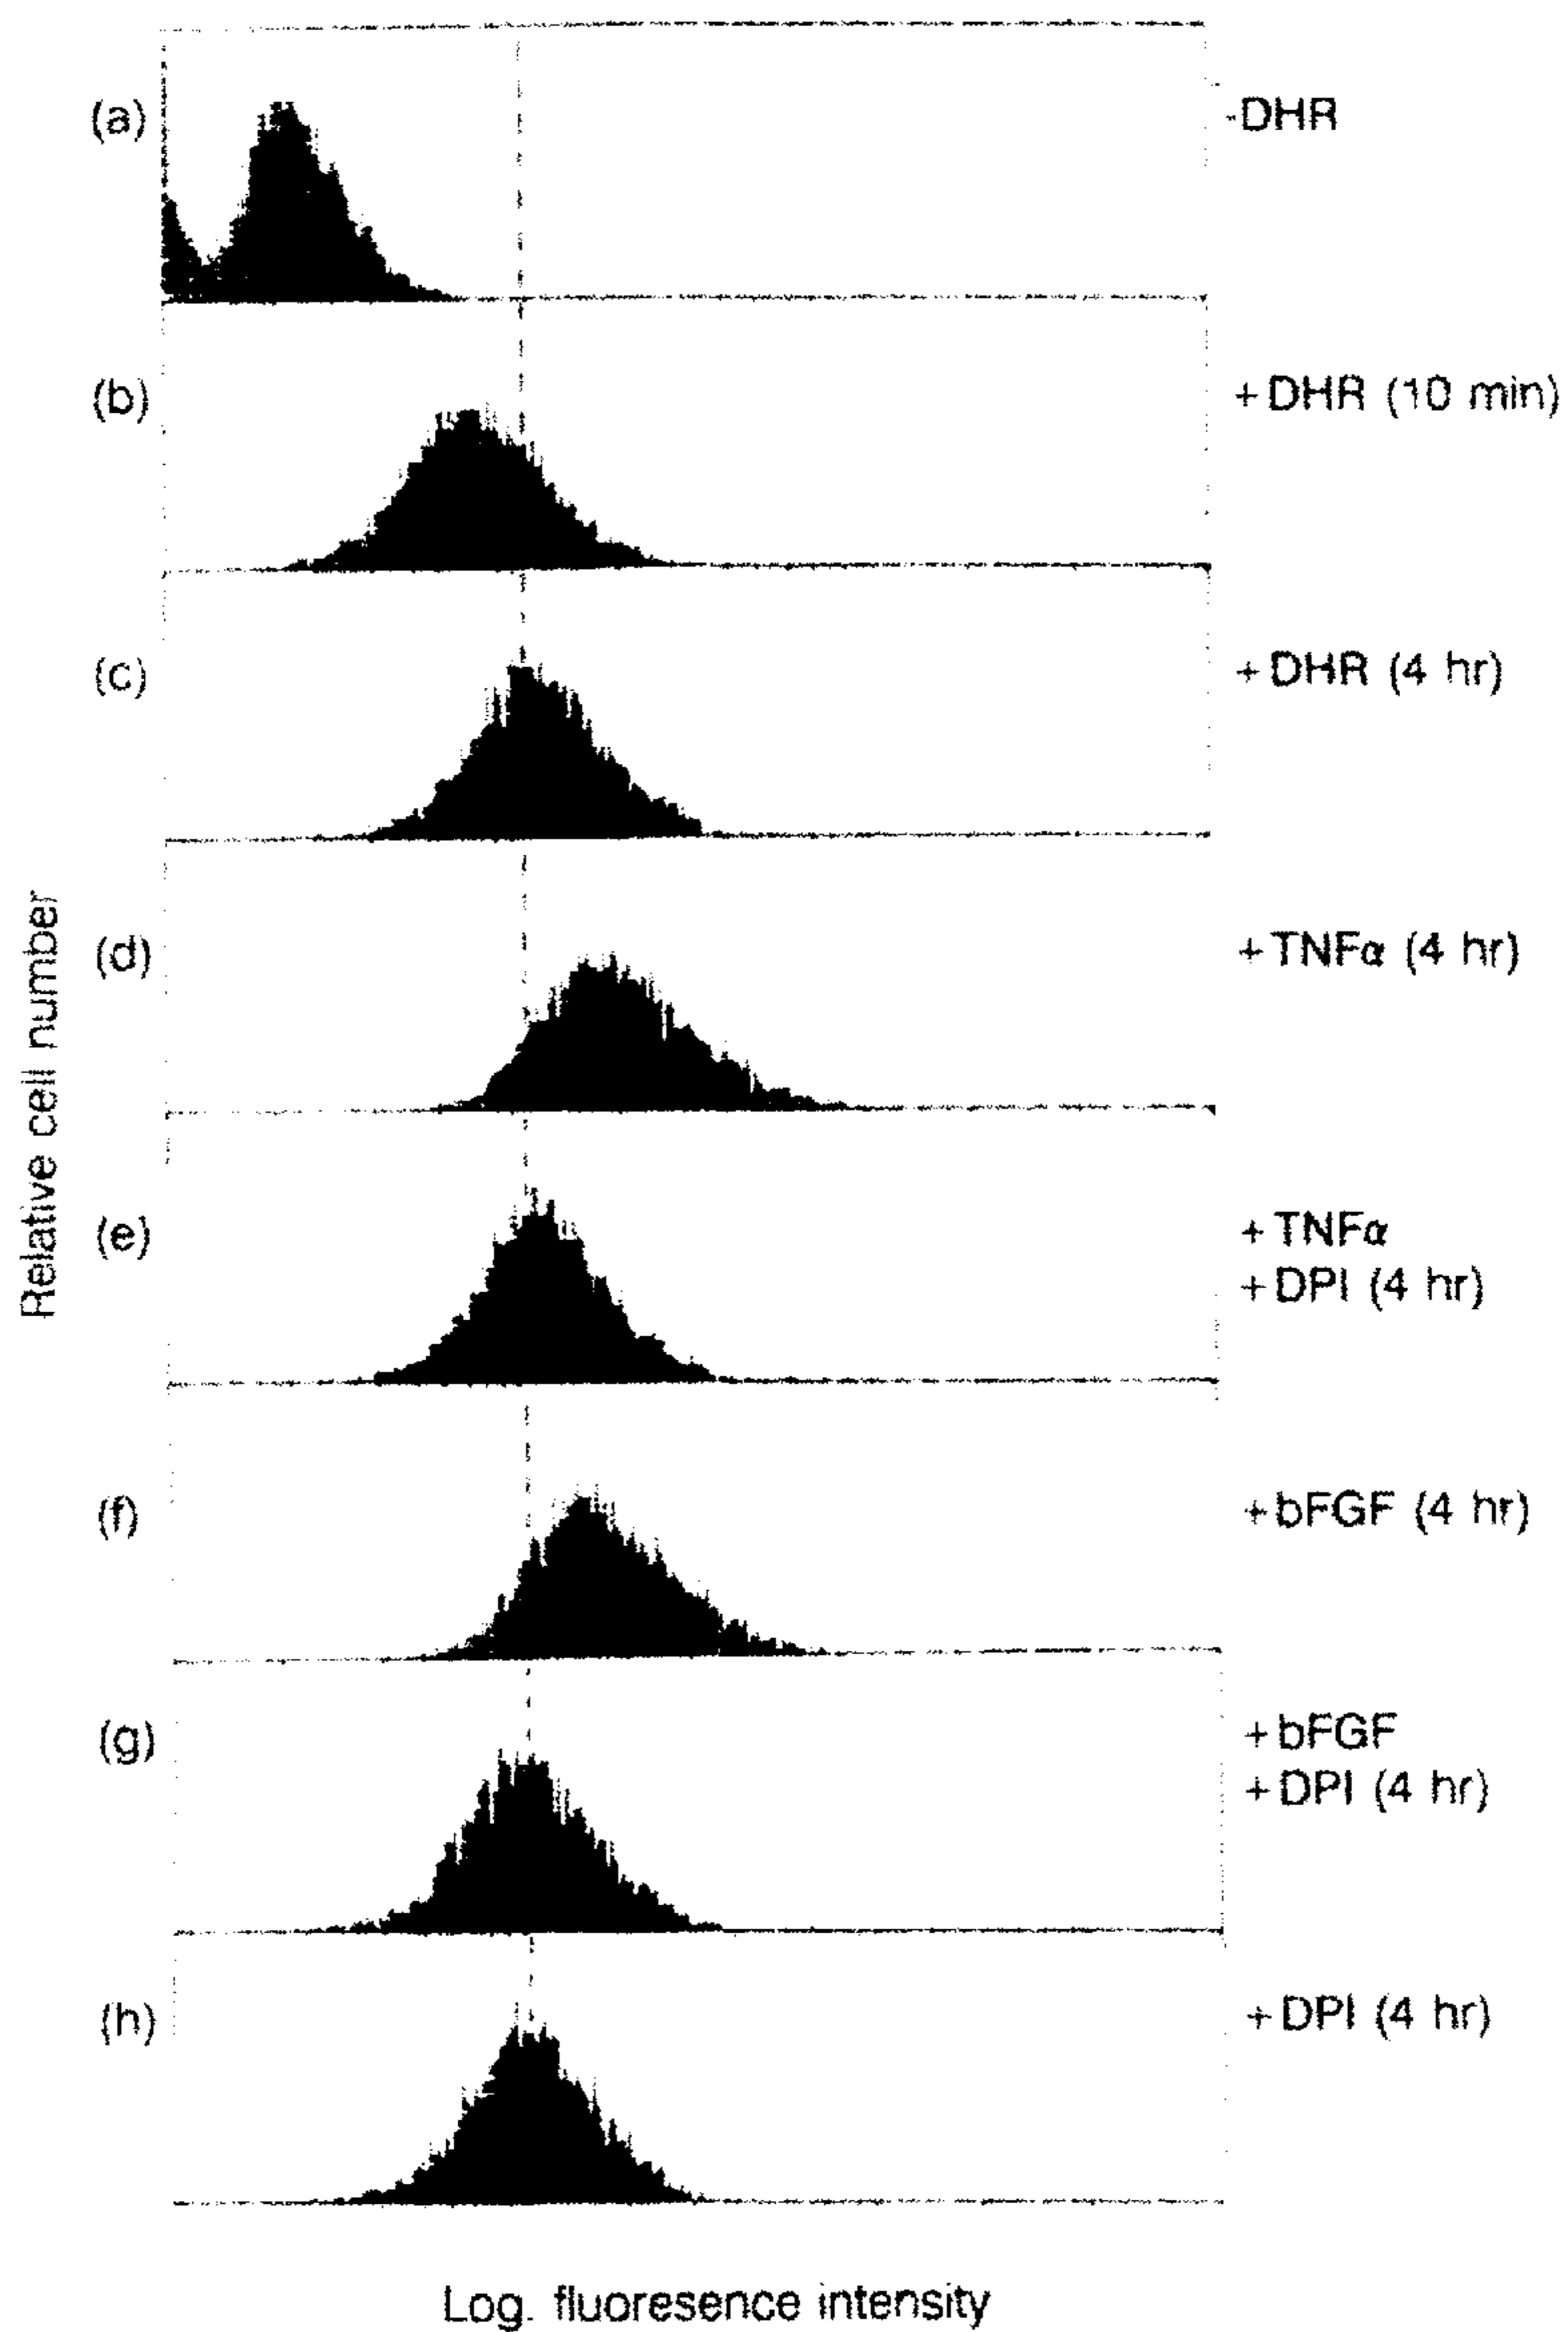 (a)
-DHR
(b)
+DHR (10 min)
(c)
+DHR (4 hr)
(d)
+TNFα (4 hr)
(e)
+TNFα
+DPI (4 hr)
(f)
+bFGF (4 hr)
(g)
+bFGF
+DPI (4 hr)
(h)
+DPI (4 hr)
Relative cell number
Log. fluoresence intensity